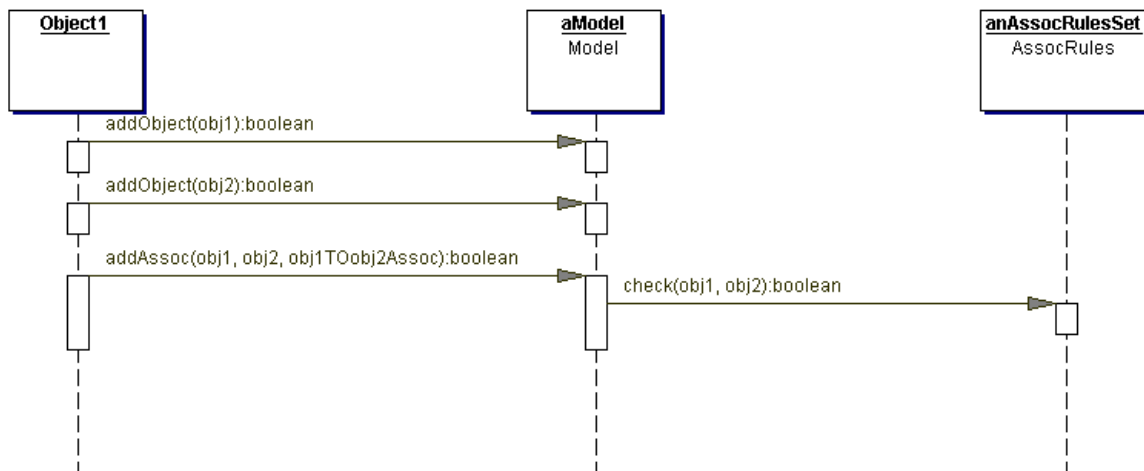 Object1
aModel
Model
anAssocRulesSet
AssocRules
addObject(obj1):boolean
addObject(obj2):boolean
addAssoc(obj1, obj2, obj1TOobj2Assoc):boolean
check(obj1, obj2):boolean